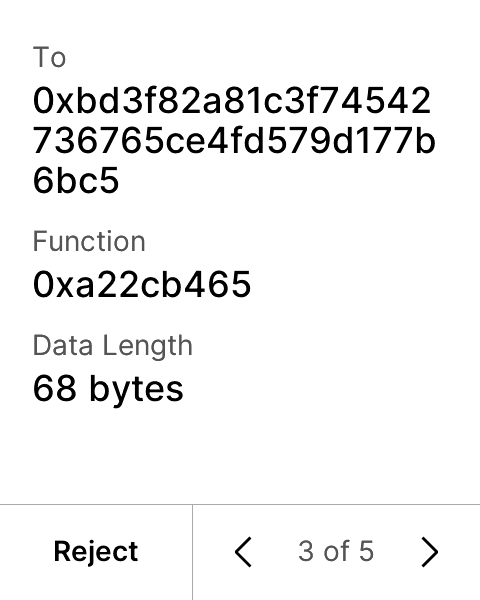 To
0xbd3f82a81c3f74542
736765ce4fd579d177b
6bc5
Function
0xa22cb465
Data Length
68 bytes
Reject
3 of 5